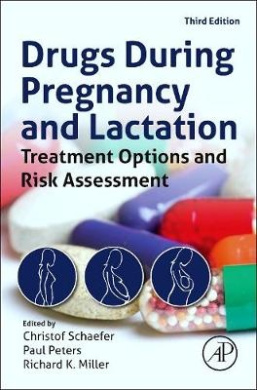 Third Edition
Drugs During
Pregnancy
and Lactation
Treatment Options and
Risk Assessment
Edited by
Christof Schaefer
Paul Peters
Richard K. Miller
AP